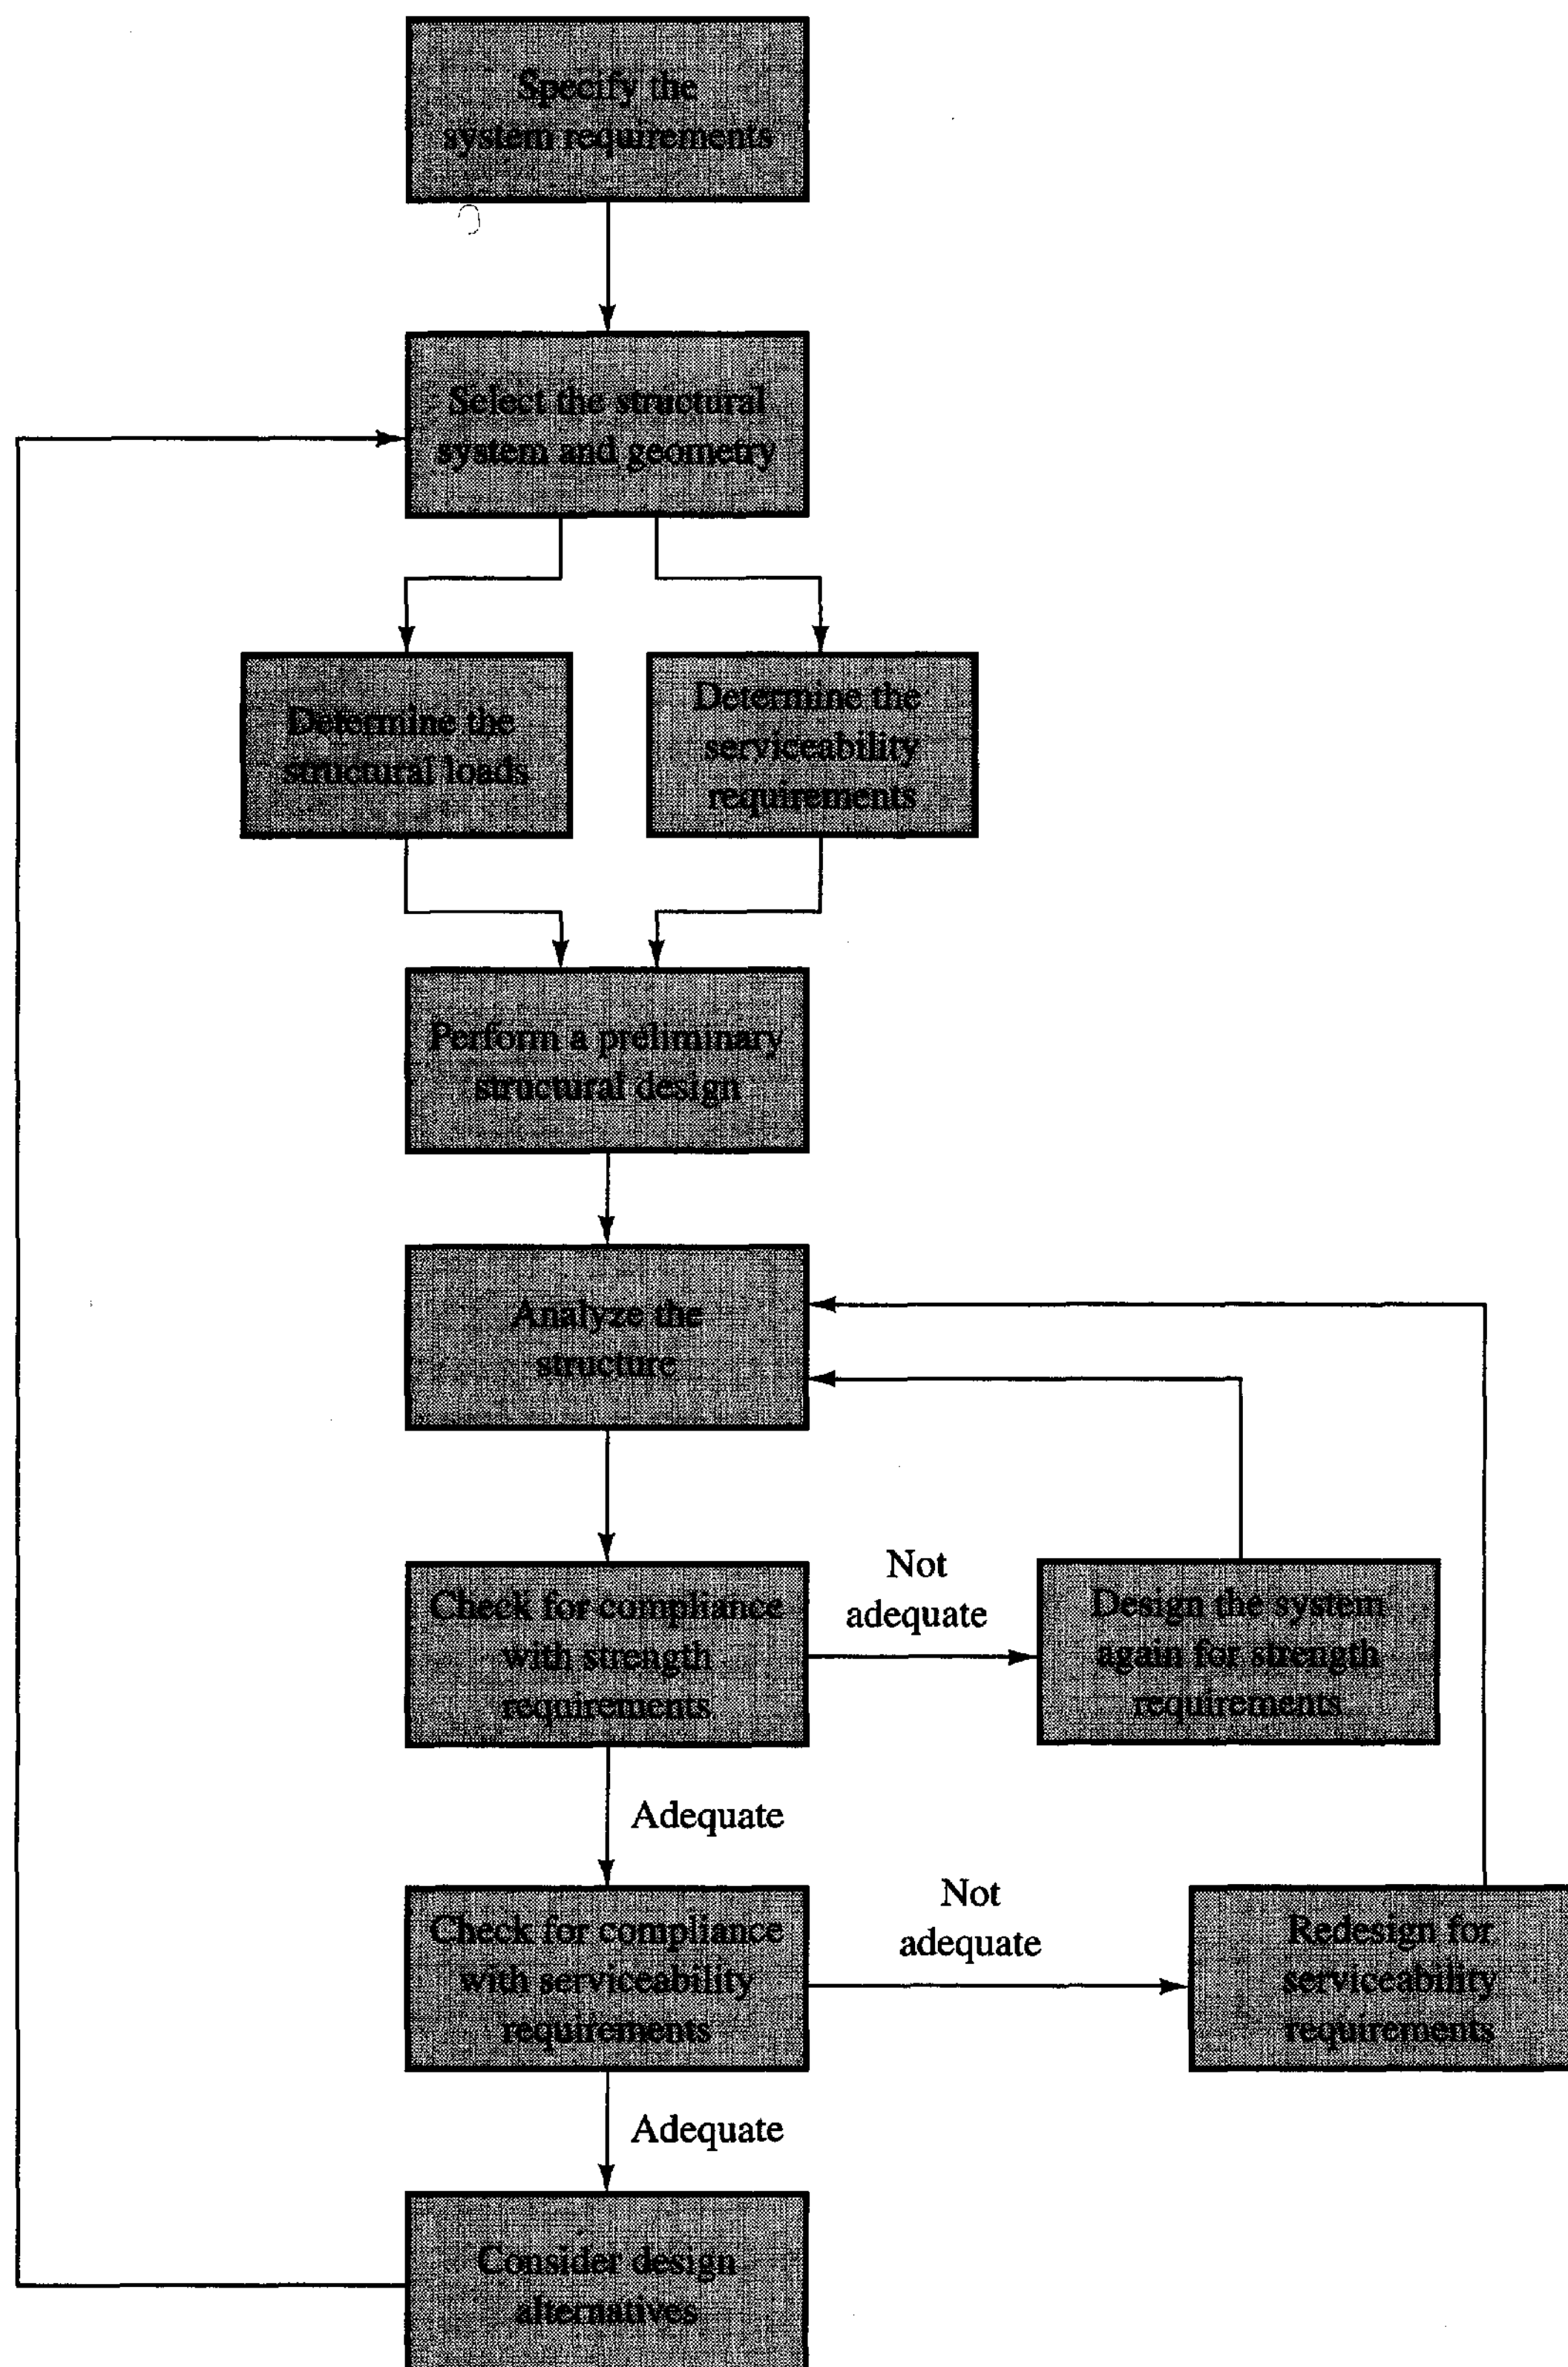 Specify the
system requirements
Select the structural
system and geometry
Determine the
structural loads
Determine the
serviceability
requirements
Perform a preliminary
structural design
Analyze the
structure
Check for compliance
with strength
requirements
Not
adequate
Design the system
again for strength
requirements
Adequate
Check for compliance
with serviceability
requirements
Not
adequate
Redesign for
serviceability
requirements
Adequate
Consider design
alternatives